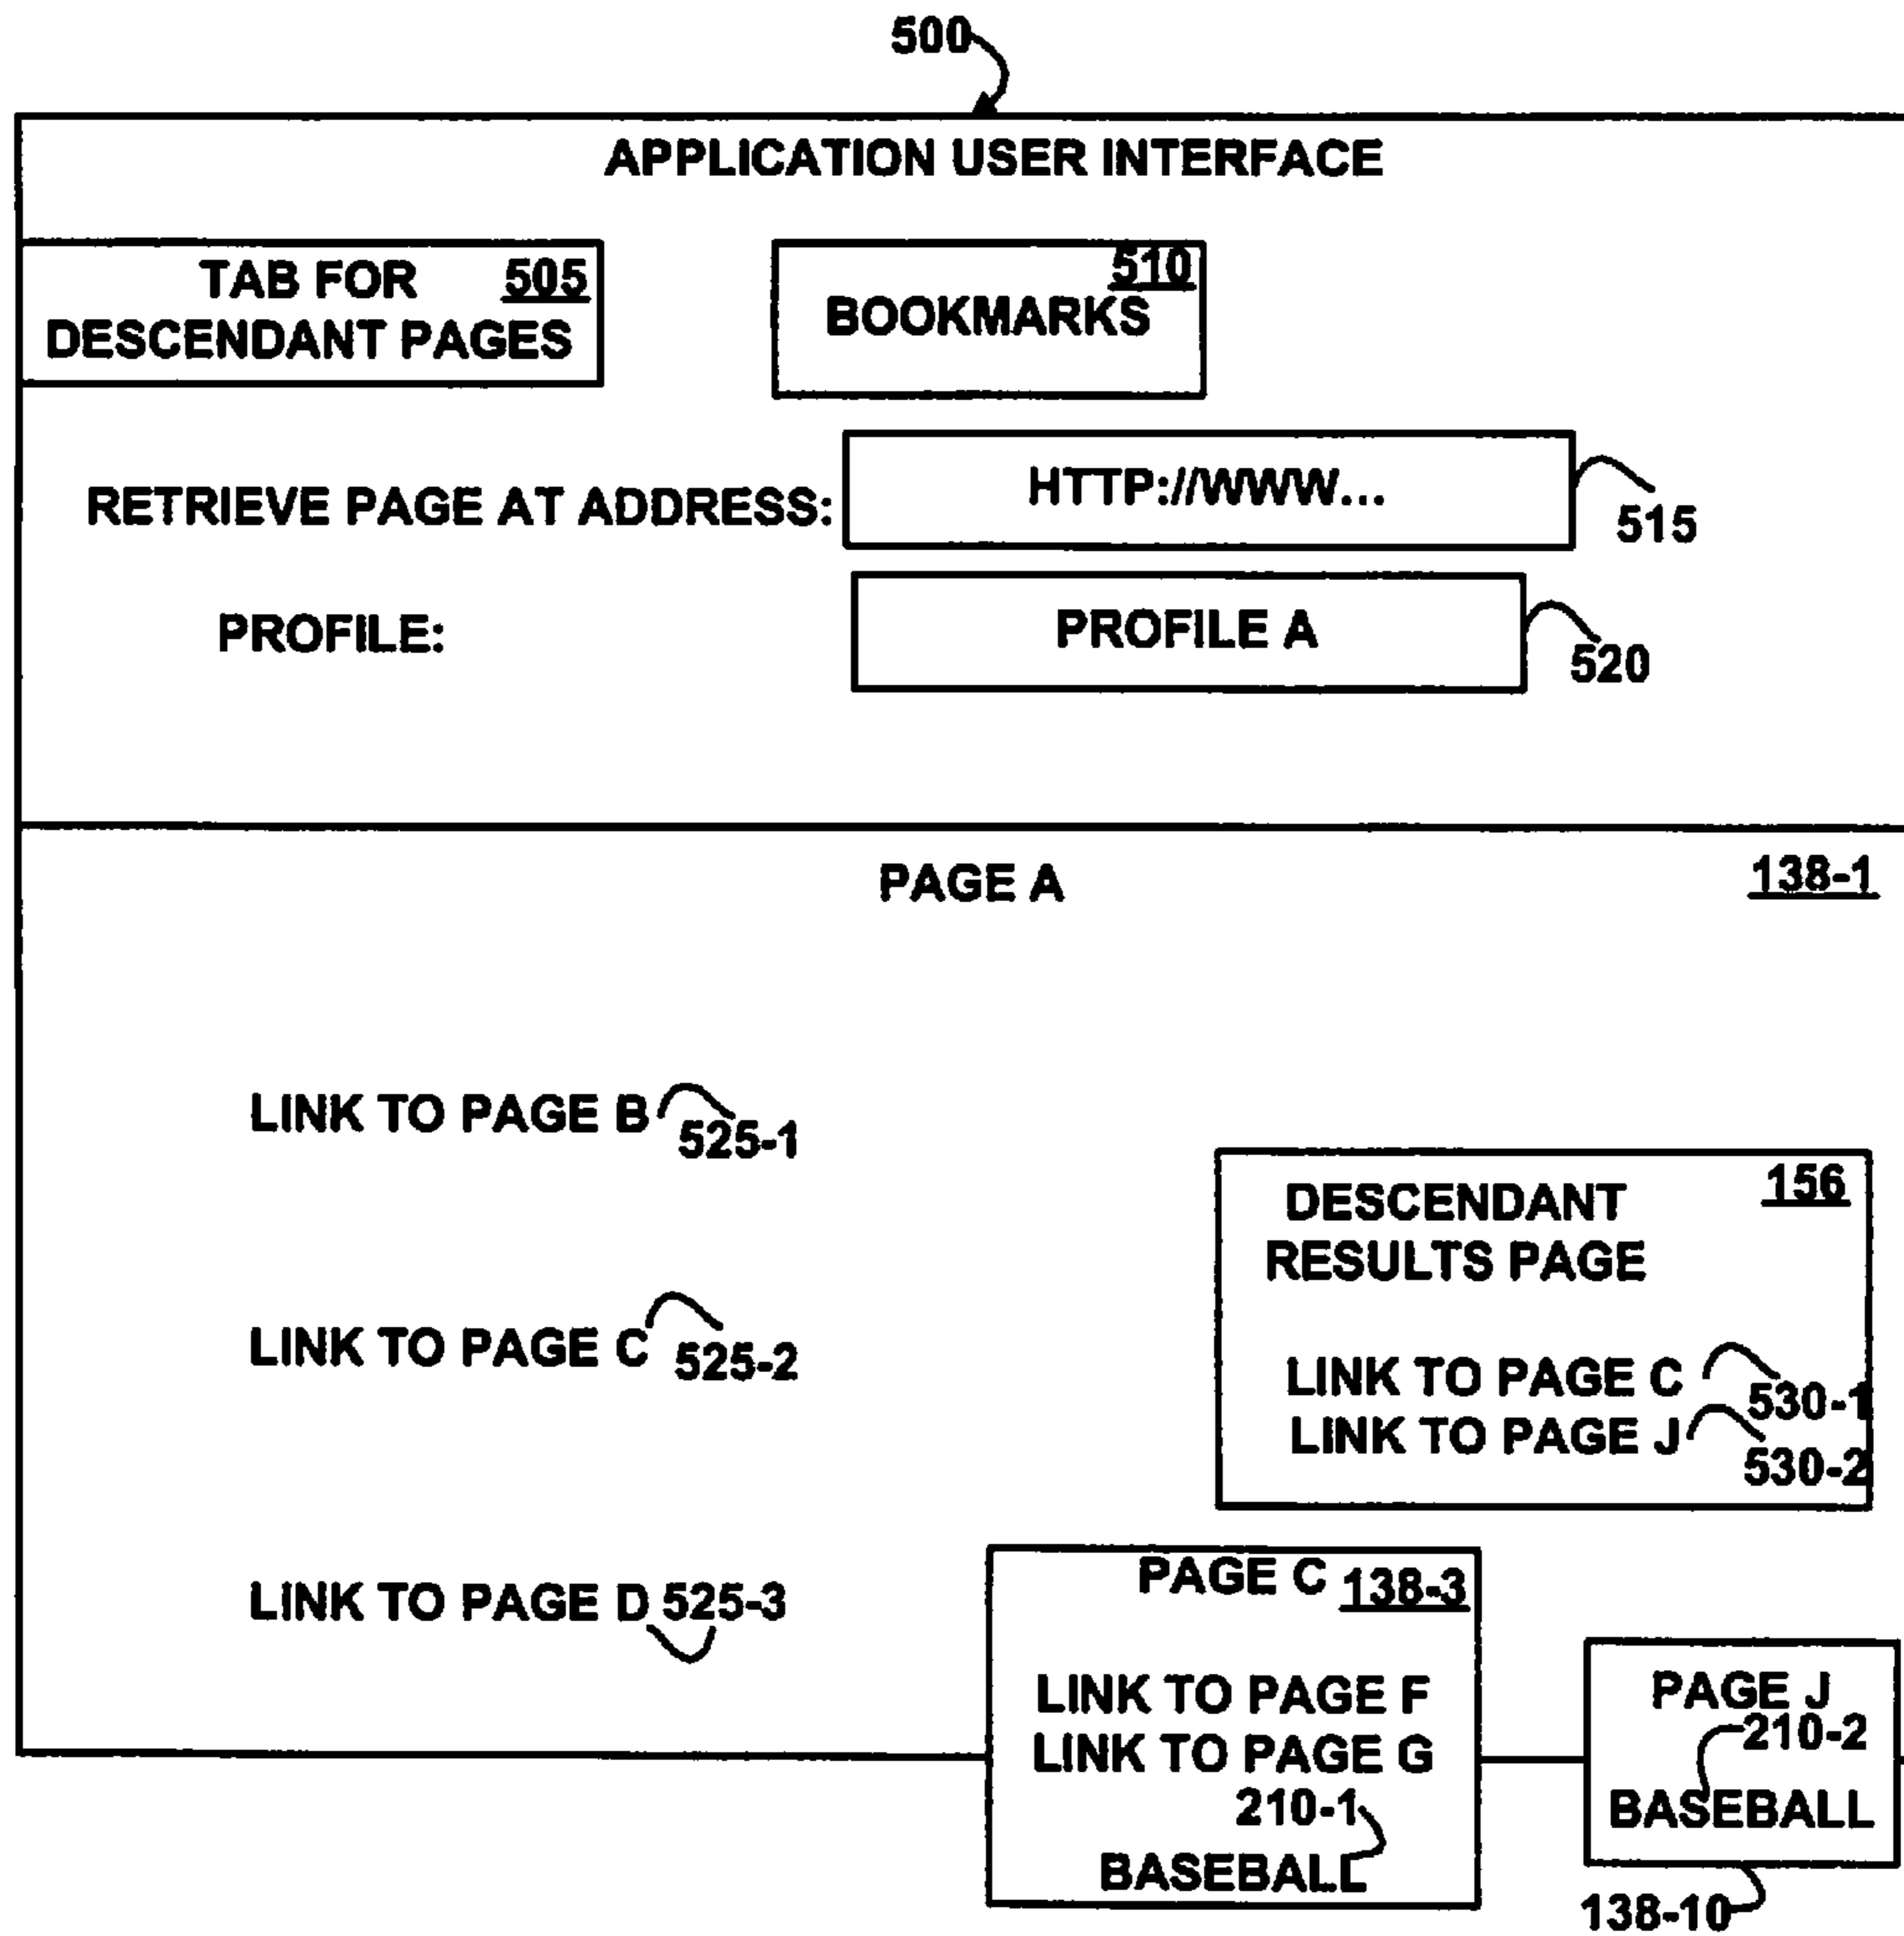 500
APPLICATION USER INTERFACE
TAB FOR 505
DESCENDANT PAGES
510
BOOKMARKS
RETRIEVE PAGE AT ADDRESS:
HTTP://WWW...
515
PROFILE:
PROFILE A
520
PAGE A
138-1
LINK TO PAGE B
525-1
LINK TO PAGE C
525-2
LINK TO PAGE D 525-3
156
DESCENDANT
RESULTS PAGE
LINK TO PAGE C
530-1
LINK TO PAGE J
530-2
PAGE C 138-3
LINK TO PAGE F
LINK TO PAGE G
210-1
BASEBALL
PAGE J
210-2
BASEBALL
138-10